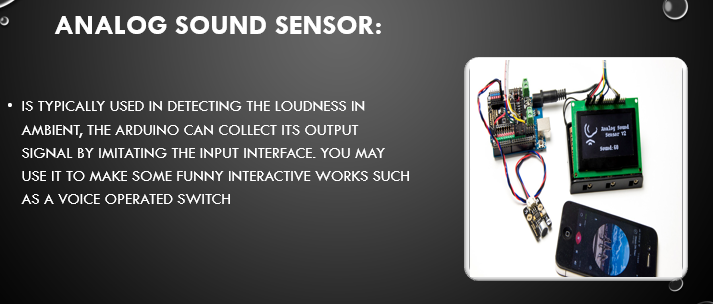 ANALOG SOUND SENSOR:
• IS TYPICALLY USED IN DETECTING THE LOUDNESS IN
AMBIENT, THE ARDUINO CAN COLLECT ITS OUTPUT
SIGNAL BY IMITATING THE INPUT INTERFACE. YOU MAY
USE IT TO MAKE SOME FUNNY INTERACTIVE WORKS SUCH
AS A VOICE OPERATED SWITCH
Analog Sound
Sensor V2
Sound:60